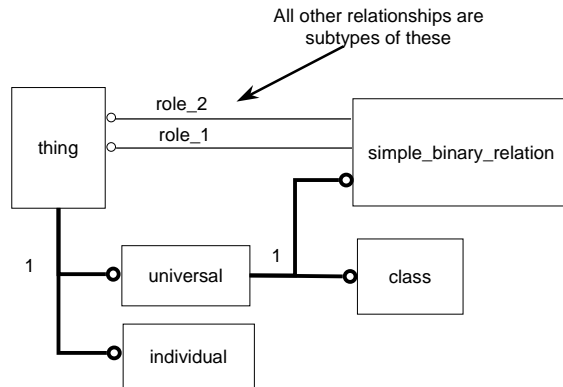 All other relationships are
subtypes of these
role_2
role_1
thing
simple_binary_relation
1
universal
1
class
individual